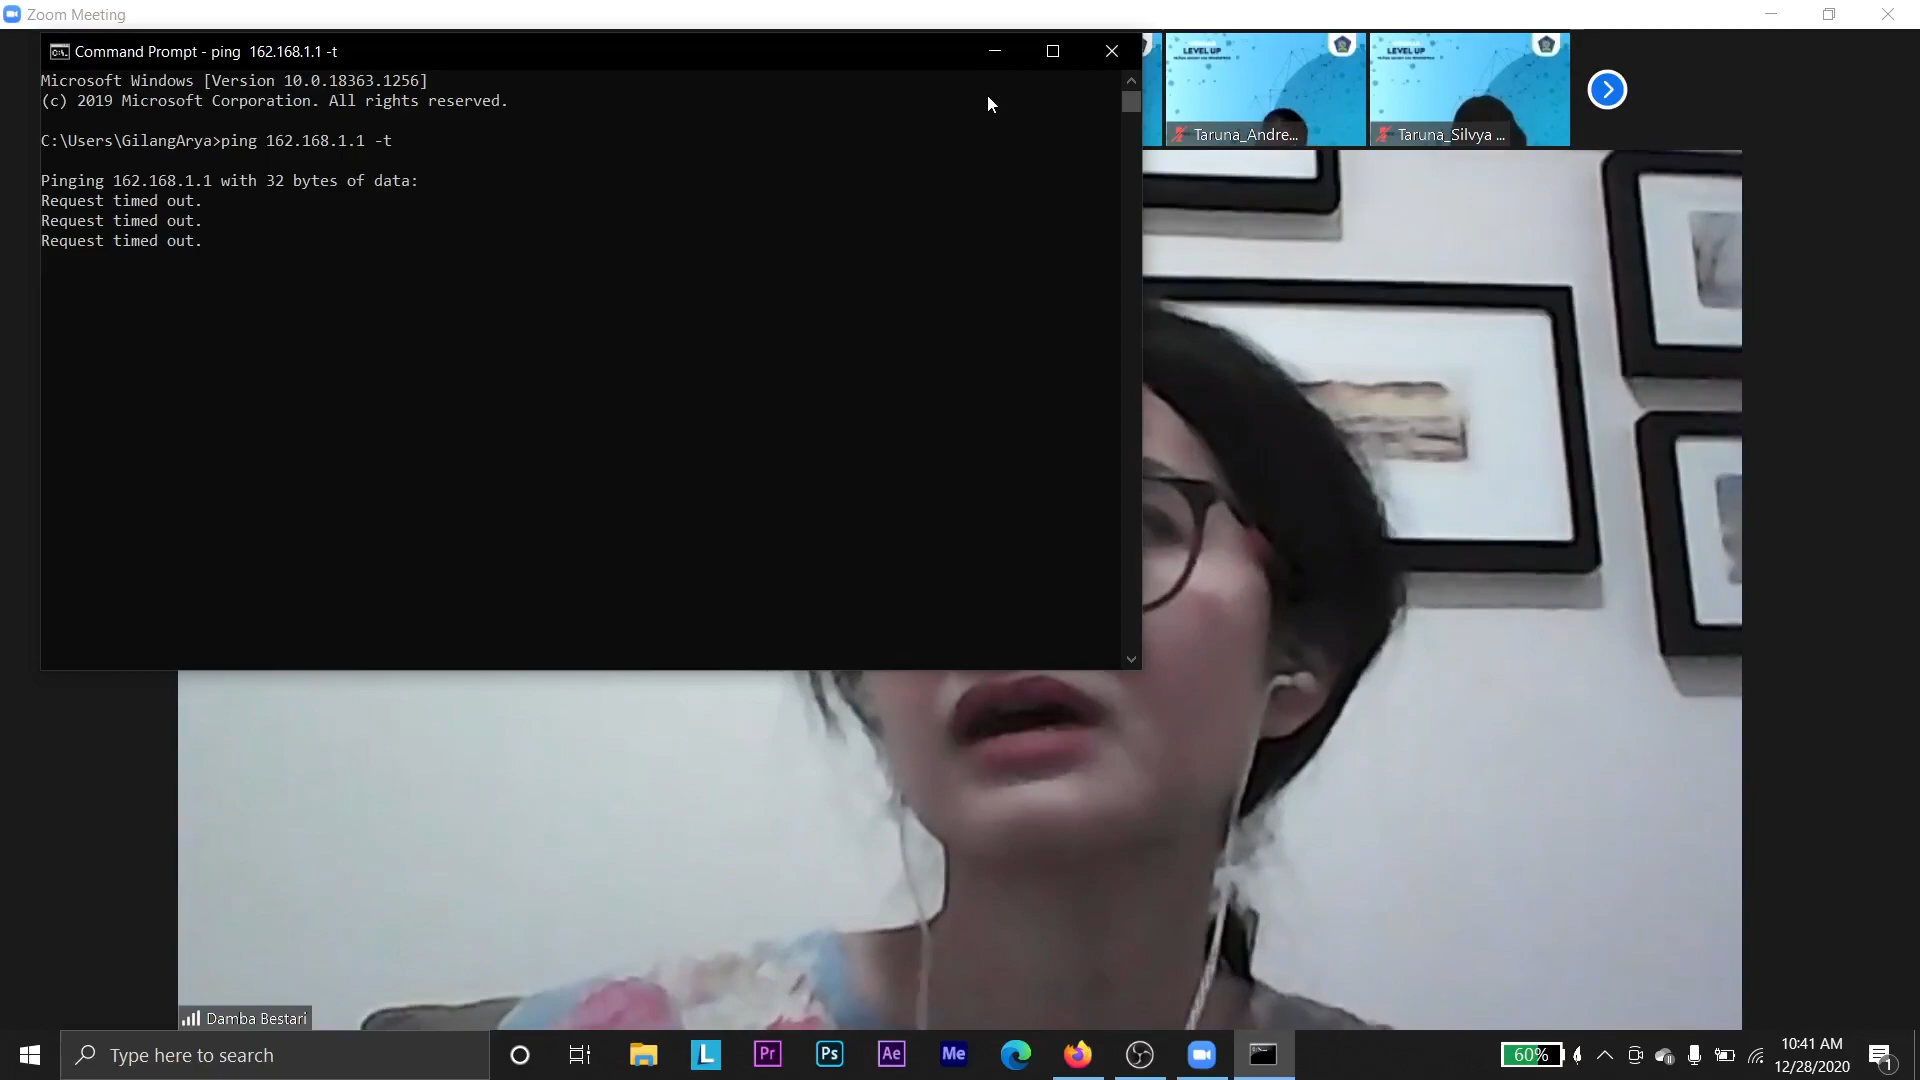 Zoom Meeting
Command Prompt - ping 162.168.1.1 -t
Microsoft Windows [Version 10.0.18363.1256]
(c) 2019 Microsoft Corporation. All rights reserved.
C:\Users\GilangArya>ping 162.168.1.1 -t
Pinging 162.168.1.1 with 32 bytes of data:
Request timed out.
Request timed out.
Request timed out.
LEVEL UP
Taruna_Andre...
LEVEL UP
Taruna_Silvya ...
Damba Bestari
Type here to search
L
Pr
Ps
Ae
Me
60%
10:41 AM
12/28/2020
1